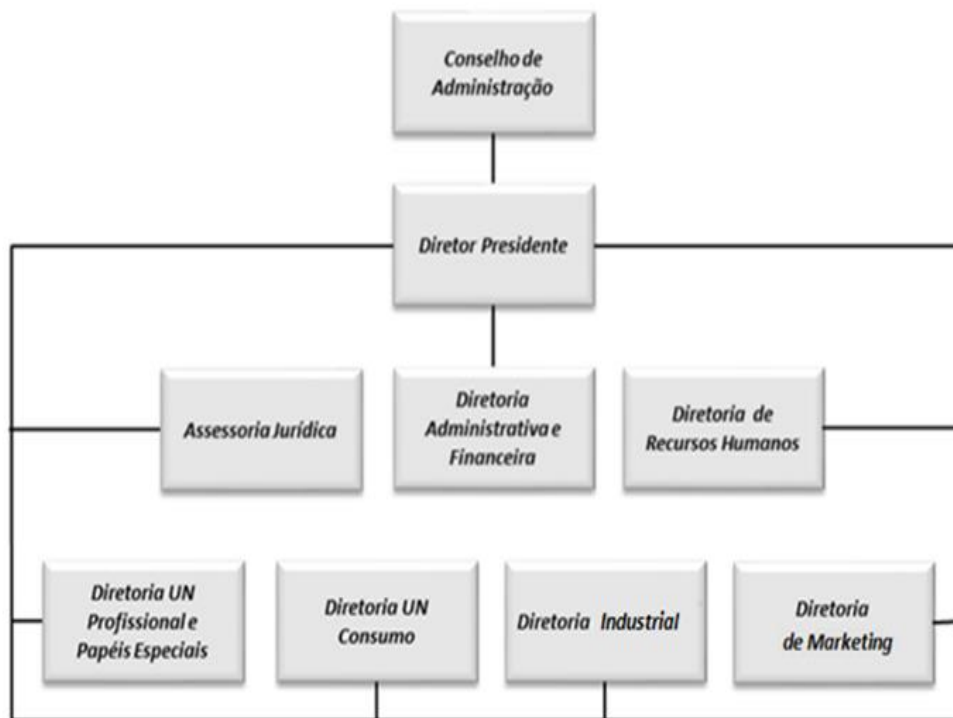 Conselho de
Administração
Diretor Presidente
Assessoria Jurídica
Diretoria
Administrativa e
Financeira
Diretoria de
Recursos Humanos
Diretoria UN
Profissional e
Papéis Especiais
Diretoria UN
Consumo
Diretoria Industrial
Diretoria
de Marketing